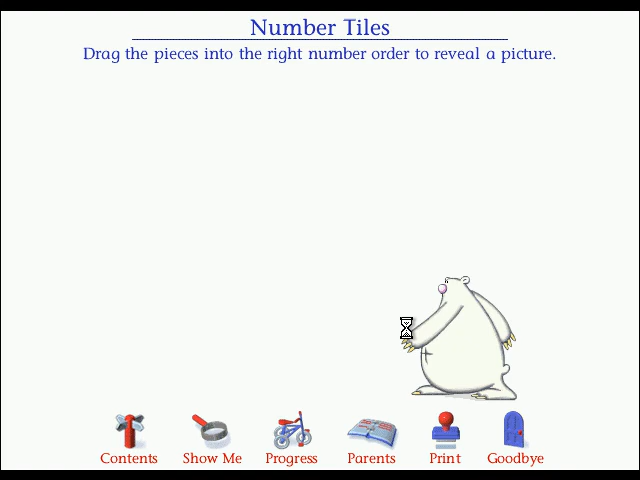 Number Tiles
Drag the pieces into the right number order to reveal a picture.
Contents Show Me Progress Parents Print Goodbye